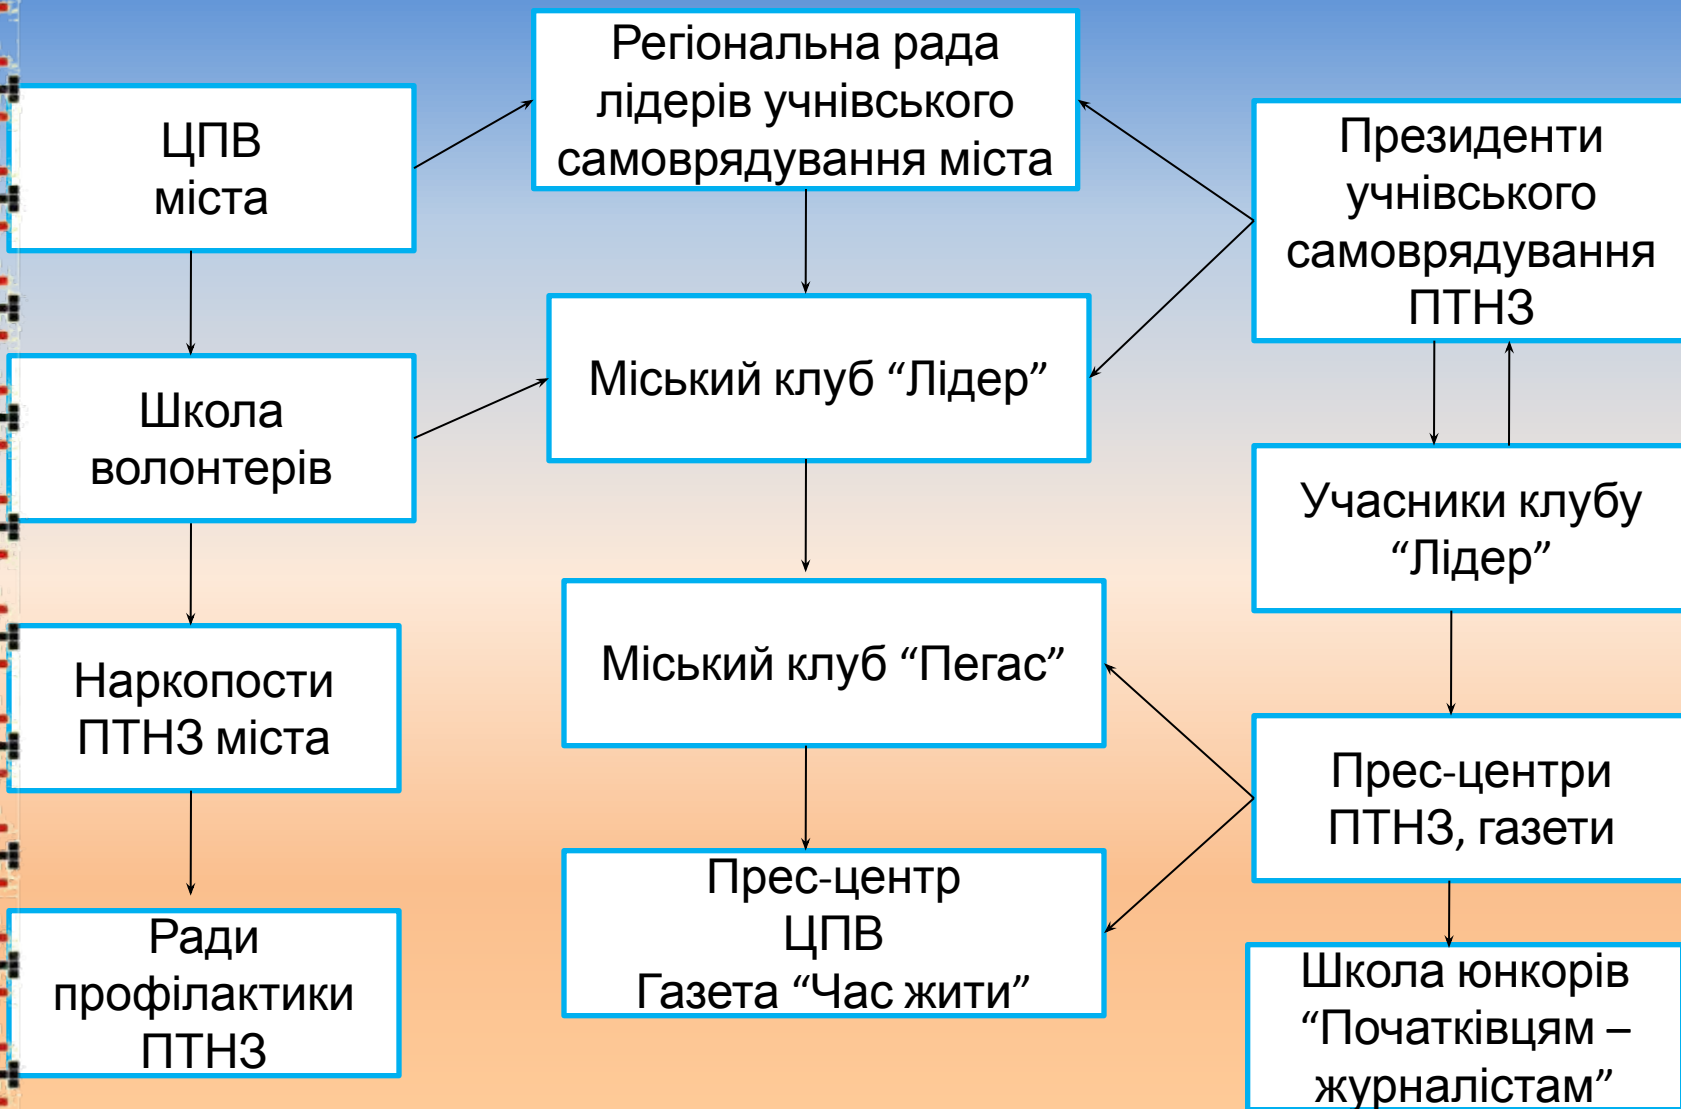 ЦПВ
міста
Школа
волонтерів
Наркопости
ПТНЗ міста
Ради
профілактики
ПТНЗ
Регіональна рада
лідерів учнівського
самоврядування міста
Міський клуб “Лідер”
Міський клуб “Пегас”
Прес-центр
ЦПВ
Газета “Час жити”
Президенти
учнівського
самоврядування
ПТНЗ
Учасники клубу
“Лідер”
Прес-центри
ПТНЗ, газети
Школа юнкорів
“Початківцям –
журналістам”